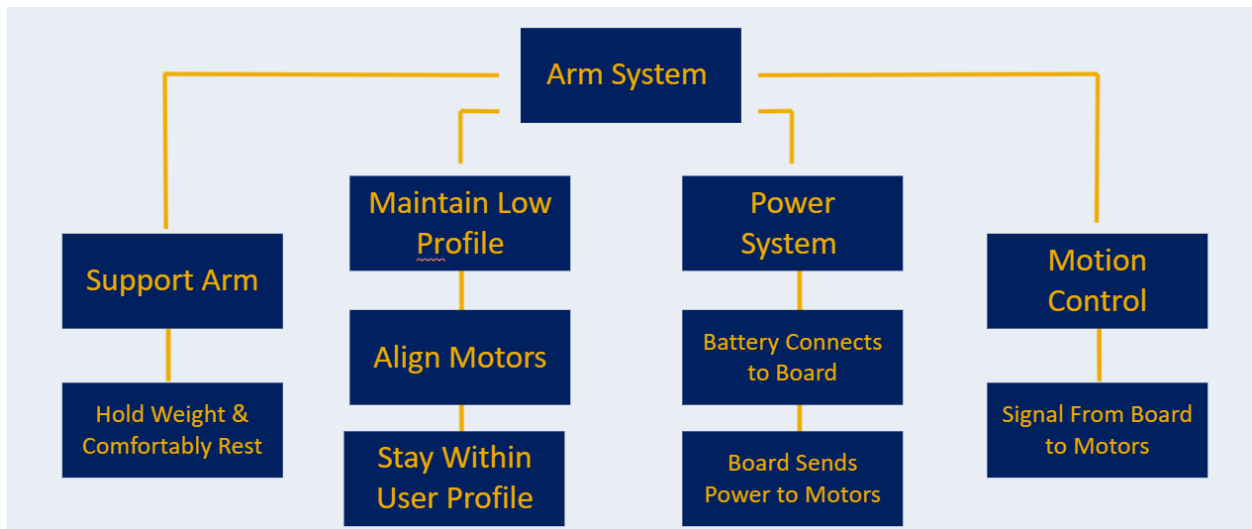 Arm System
Support Arm
Hold Weight &
Comfortably Rest
Maintain Low
Profile
Align Motors
Stay Within
User Profile
Power
System
Battery Connects
to Board
Board Sends
Power to Motors
Motion
Control
Signal From Board
to Motors